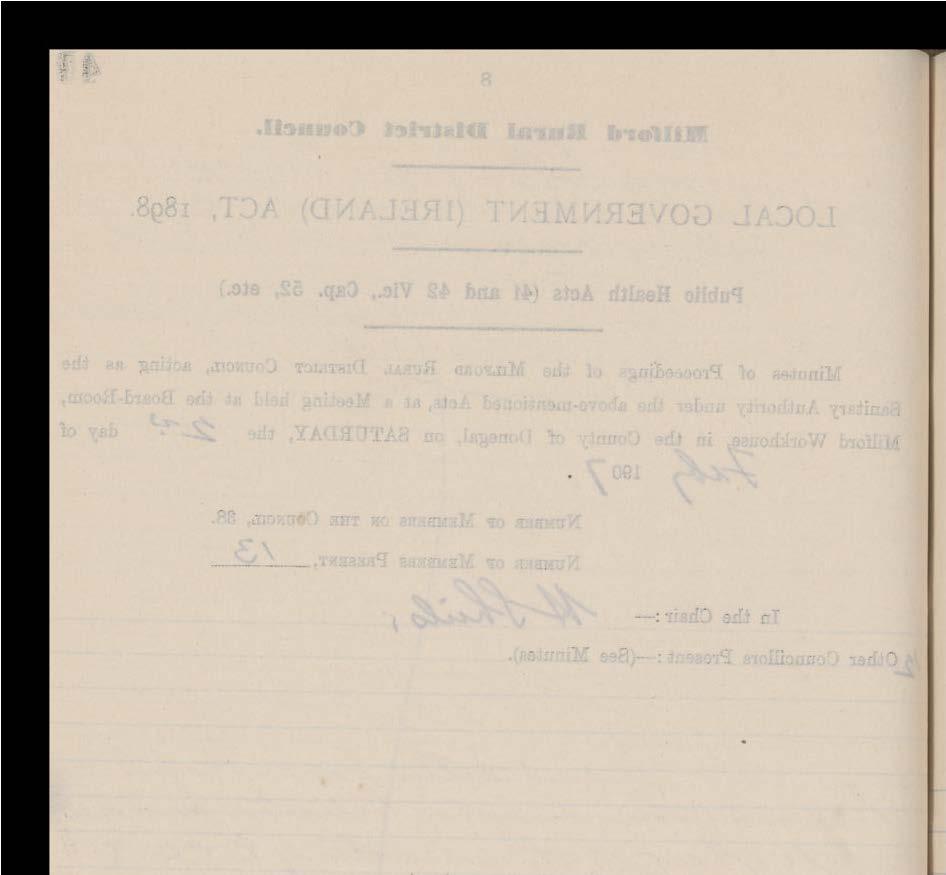 8
Milford Rural District Council.
LOCAL GOVERNMENT (IRELAND) ACT, 1898.
Public Health Acts (41 and 42 Vic., Cap. 52, etc.)
Minutes of Proceedings of the MILFORD RURAL DISTRICT COUNCIL, acting as the
Sanitary Authority under the above-mentioned Acts, at a Meeting held at the Board-Room,
Milford Workhouse, in the County of Donegal, on SATURDAY, the 2nd day of
Feby 1907.
NUMBER OF MEMBERS ON THE COUNCIL, 38.
NUMBER OF MEMBERS PRESENT, 13
In the Chair:—
12 Other Councillors Present:—(See Minutes).